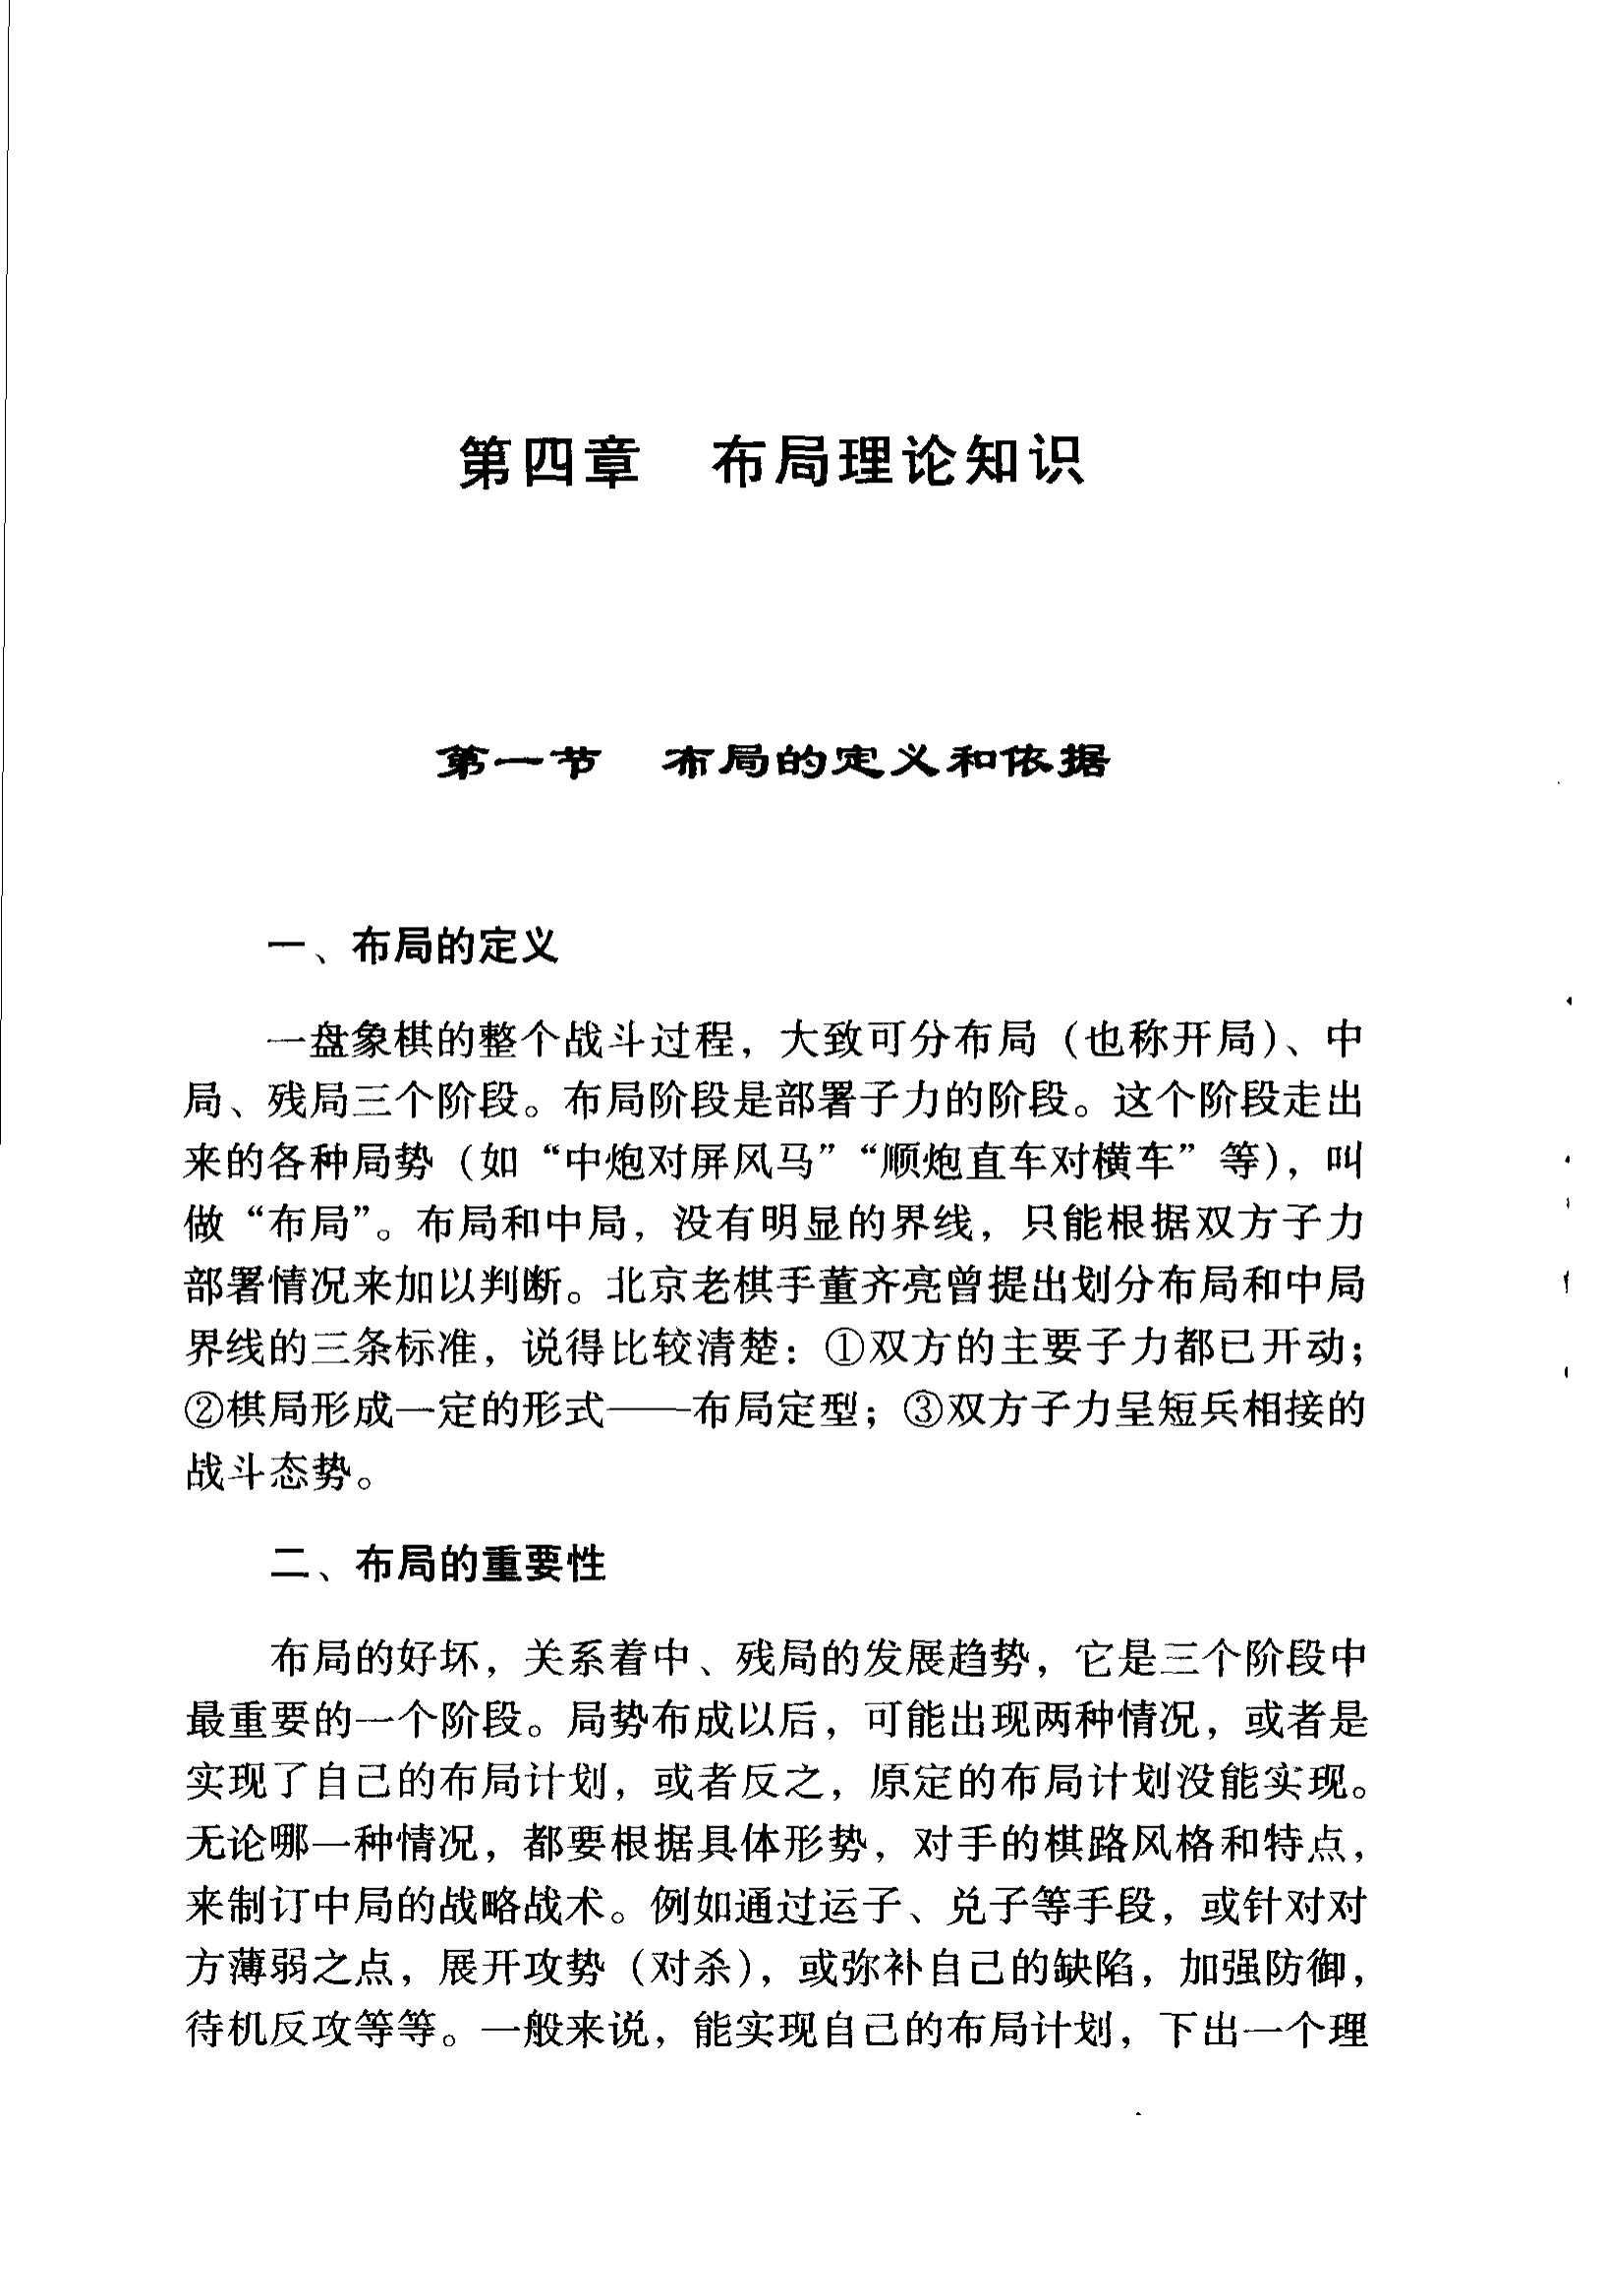 第四章 布局理论知识
第一节 布局的定义和依据
一、布局的定义
一盘象棋的整个战斗过程，大致可分布局（也称开局）、中
局、残局三个阶段。布局阶段是部署子力的阶段。这个阶段走出
来的各种局势（如“中炮对屏风马”“顺炮直车对横车”等），叫
做“布局”。布局和中局，没有明显的界线，只能根据双方子力
部署情况来加以判断。北京老棋手董齐亮曾提出划分布局和中局
界线的三条标准，说得比较清楚：①双方的主要子力都已开动；
②棋局形成一定的形式——布局定型；③双方子力呈短兵相接的
战斗态势。
二、布局的重要性
布局的好坏，关系着中、残局的发展趋势，它是三个阶段中
最重要的一个阶段。局势布成以后，可能出现两种情况，或者是
实现了自己的布局计划，或者反之，原定的布局计划没能实现。
无论哪一种情况，都要根据具体形势，对手的棋路风格和特点，
来制订中局的战略战术。例如通过运子、兑子等手段，或针对对
方薄弱之点，展开攻势（对杀），或弥补自己的缺陷，加强防御，
待机反攻等等。一般来说，能实现自己的布局计划，下出一个理